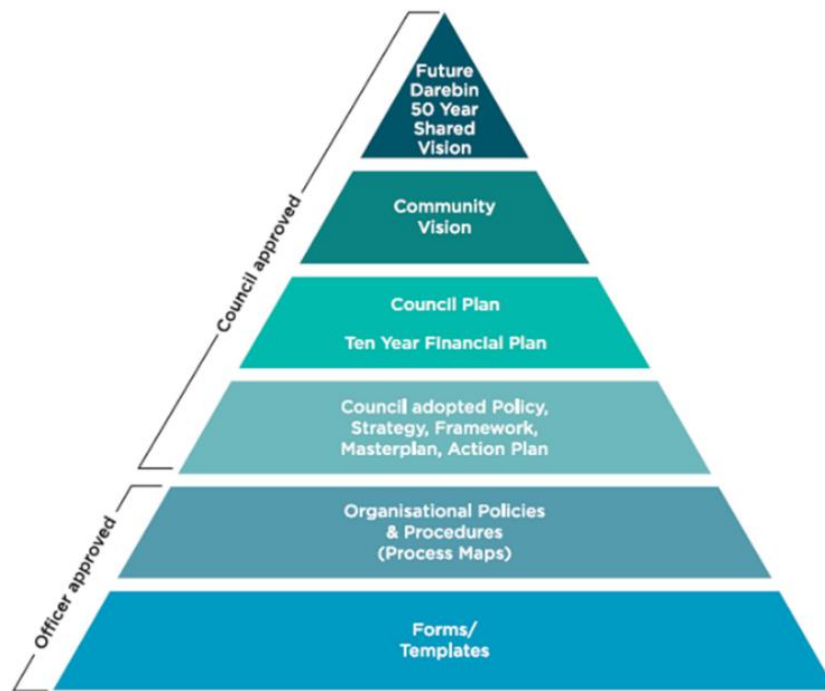 Future
Darebin
50 Year
Shared
Vision
Community
Vision
Council Plan
Ten Year Financial Plan
Council adopted Policy,
Strategy, Framework,
Masterplan, Action Plan
Organisational Policies
& Procedures
(Process Maps)
Forms/
Templates
Council approved
Officer approved